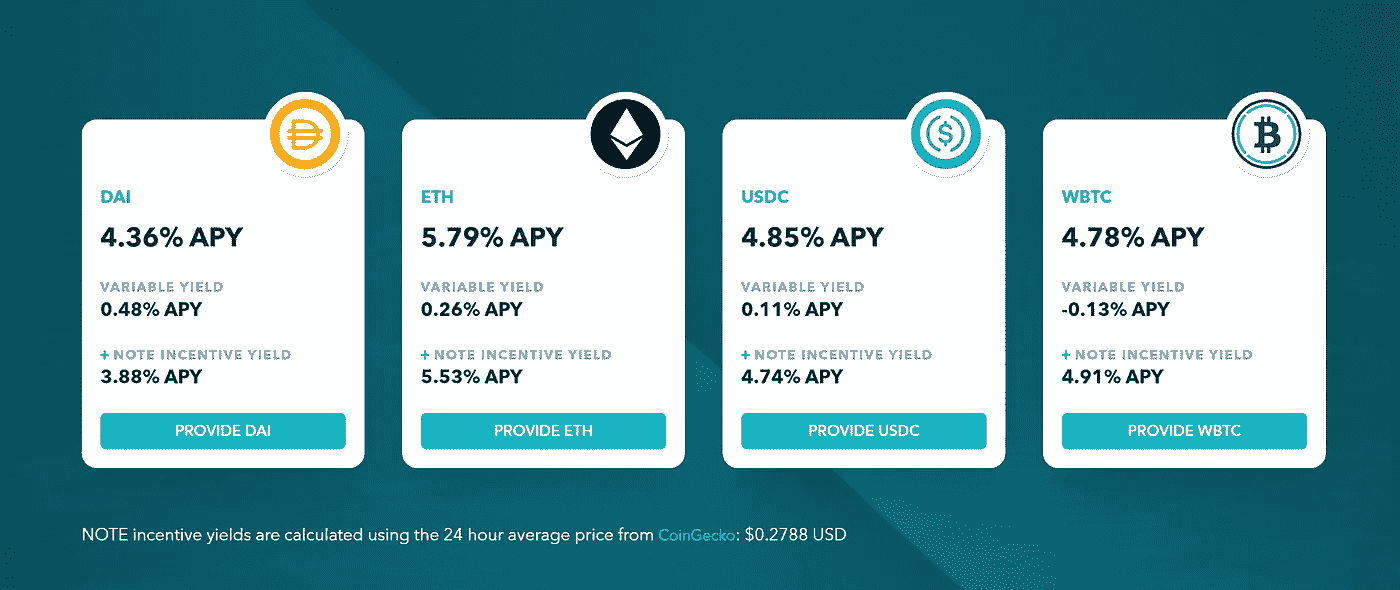 DAI
4.36% APY
VARIABLE YIELD
0.48% APY
+ NOTE INCENTIVE YIELD
3.88% APY
PROVIDE DAI
ETH
5.79% APY
VARIABLE YIELD
0.26% APY
+ NOTE INCENTIVE YIELD
5.53% APY
PROVIDE ETH
USDC
4.85% APY
VARIABLE YIELD
0.11% APY
+ NOTE INCENTIVE YIELD
4.74% APY
PROVIDE USDC
WBTC
4.78% APY
VARIABLE YIELD
-0.13% APY
+ NOTE INCENTIVE YIELD
4.91% APY
PROVIDE WBTC
NOTE incentive yields are calculated using the 24 hour average price from CoinGecko: $0.2788 USD